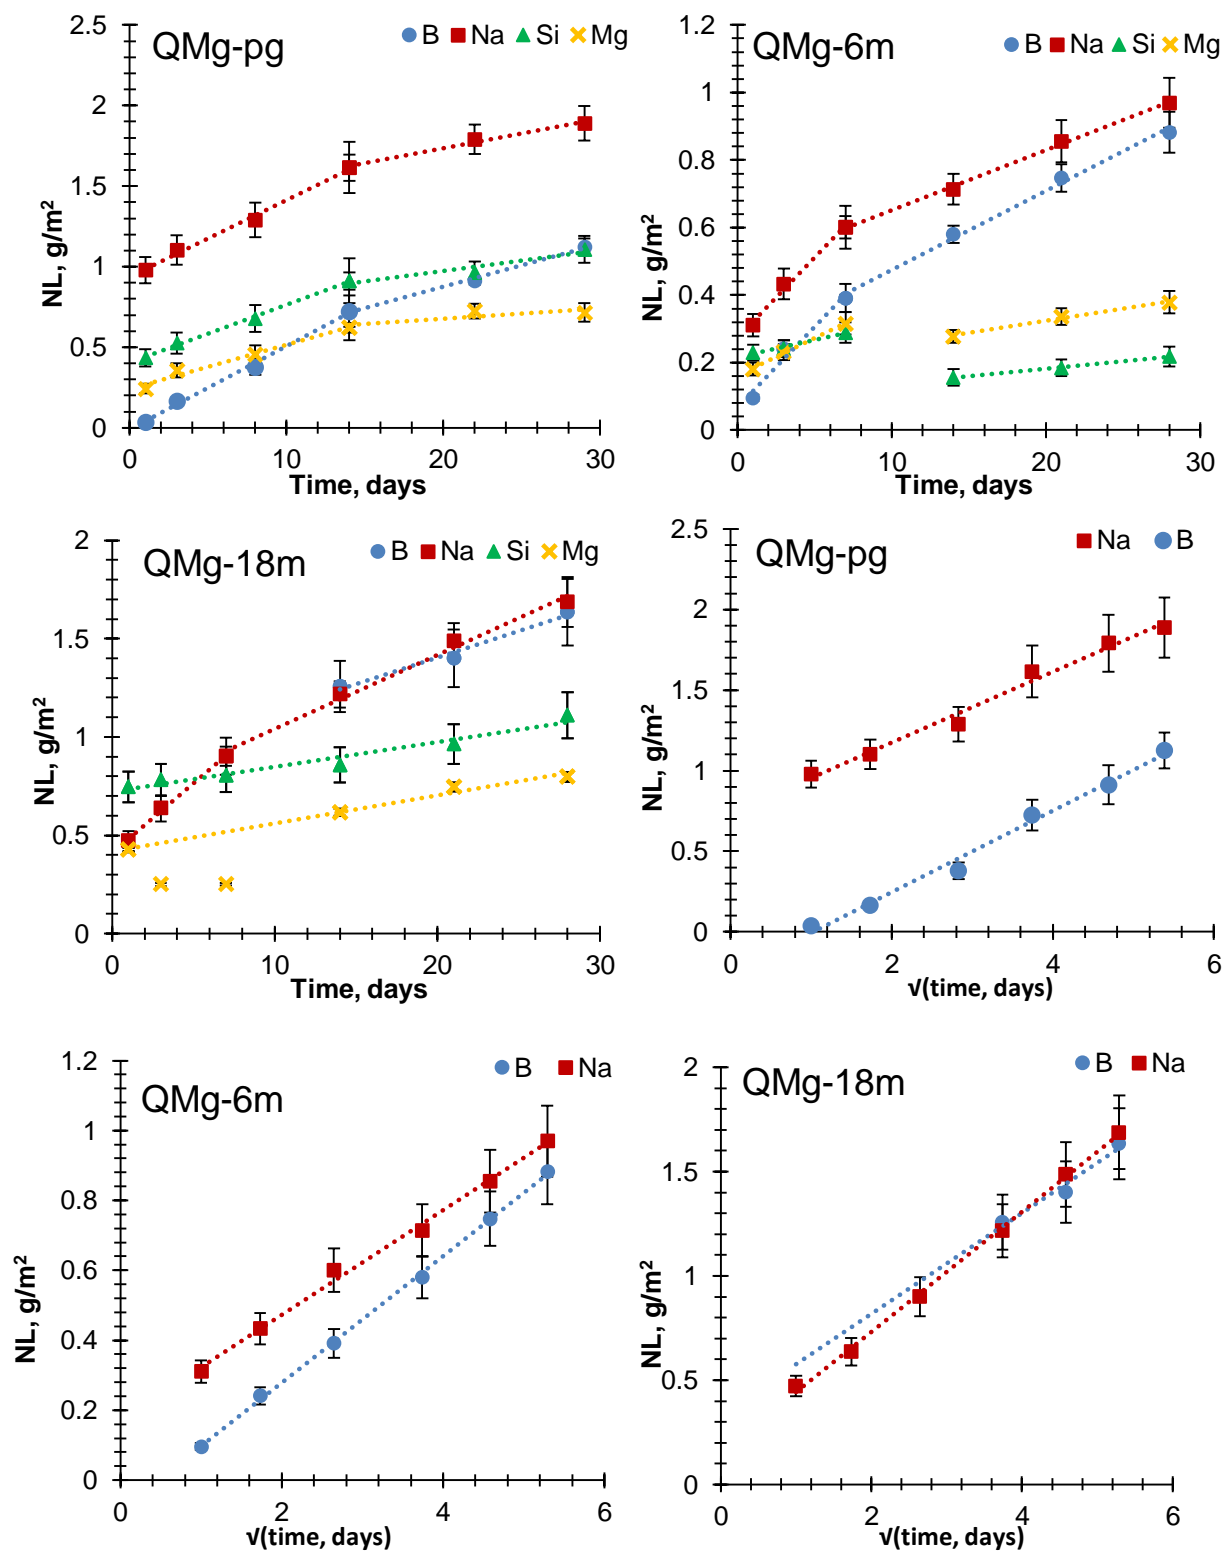 QMg-pg
B Na Si Mg
2.5
2
1.5
1
0.5
0
NL, g/m²
0 10 20 30
Time, days
QMg-6m
B Na Si Mg
1.2
1
0.8
0.6
0.4
0.2
0
NL, g/m²
0 10 20 30
Time, days
QMg-18m
B Na Si Mg
2
1.5
1
0.5
0
NL, g/m²
0 10 20 30
Time, days
QMg-pg
Na B
2.5
2
1.5
1
0.5
0
NL, g/m²
0 2 4 6
√(time, days)
QMg-6m
B Na
1.2
1
0.8
0.6
0.4
0.2
0
NL, g/m²
0 2 4 6
√(time, days)
QMg-18m
B Na
2
1.5
1
0.5
0
NL, g/m²
0 2 4 6
√(time, days)